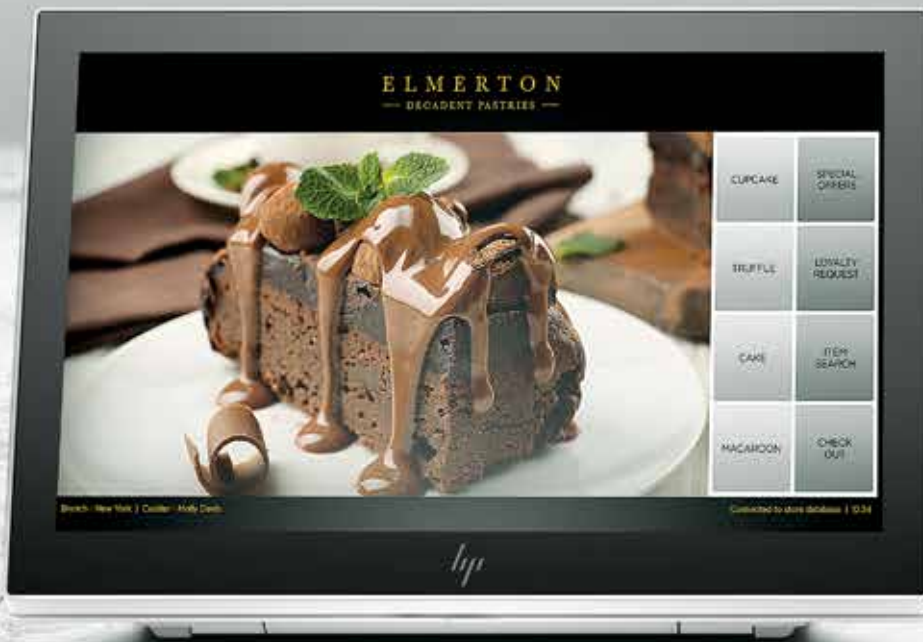 ELMERTON
DECADENT PASTRIES
CUPCAKE
SPECIAL
OFFERS
TRUFFLE
LOYALTY
REQUEST
CAKE
ITEM
SEARCH
MACAROON
CHECK
OUT
Branch - New York | Cashier - Holly Davis
Connected to store database | 12:34
hp